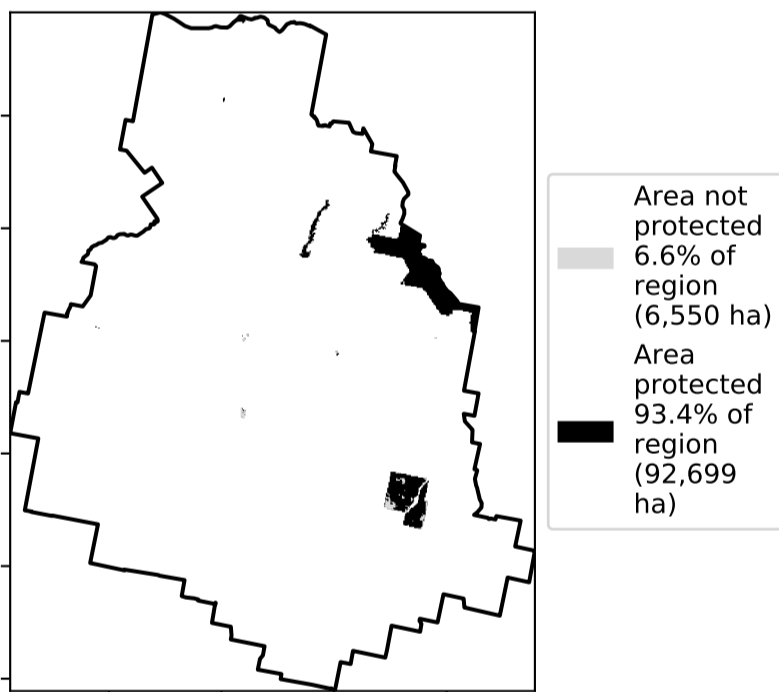 Area not
protected
6.6% of
region
(6,550 ha)
Area
protected
93.4% of
region
(92,699
ha)